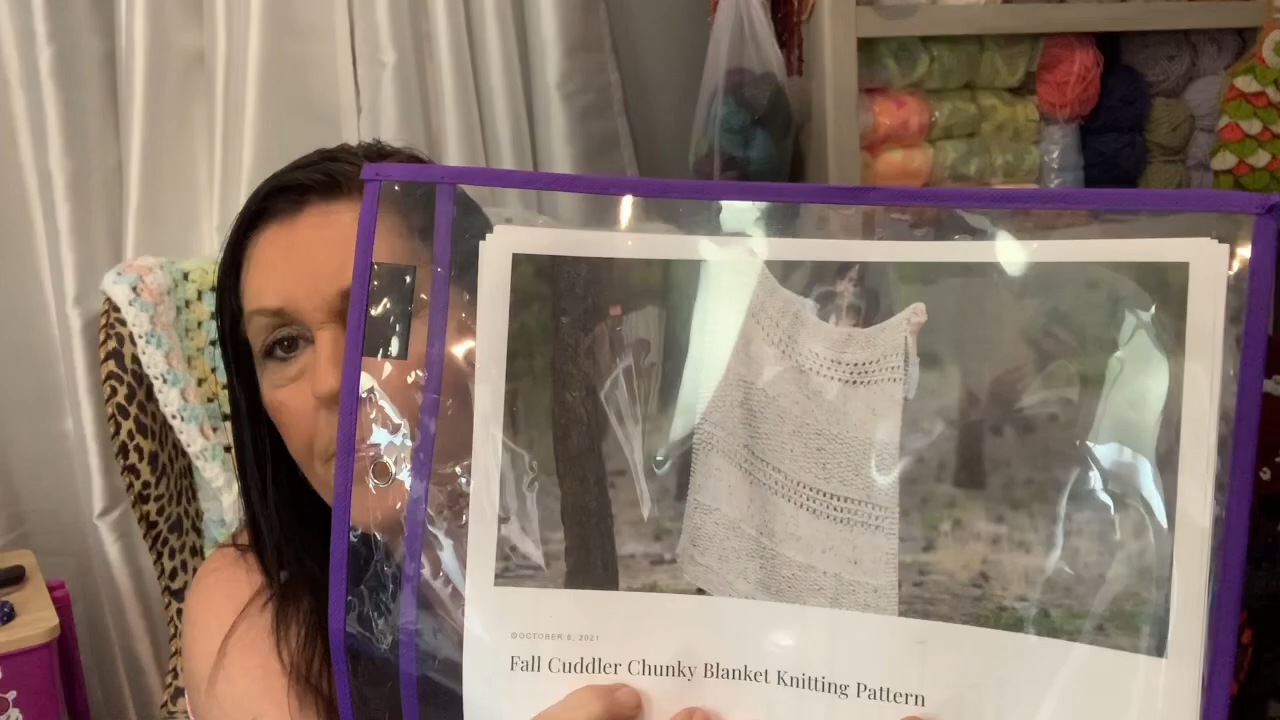 OCTOBER 8, 2021
Fall Cuddler Chunky Blanket Knitting Pattern